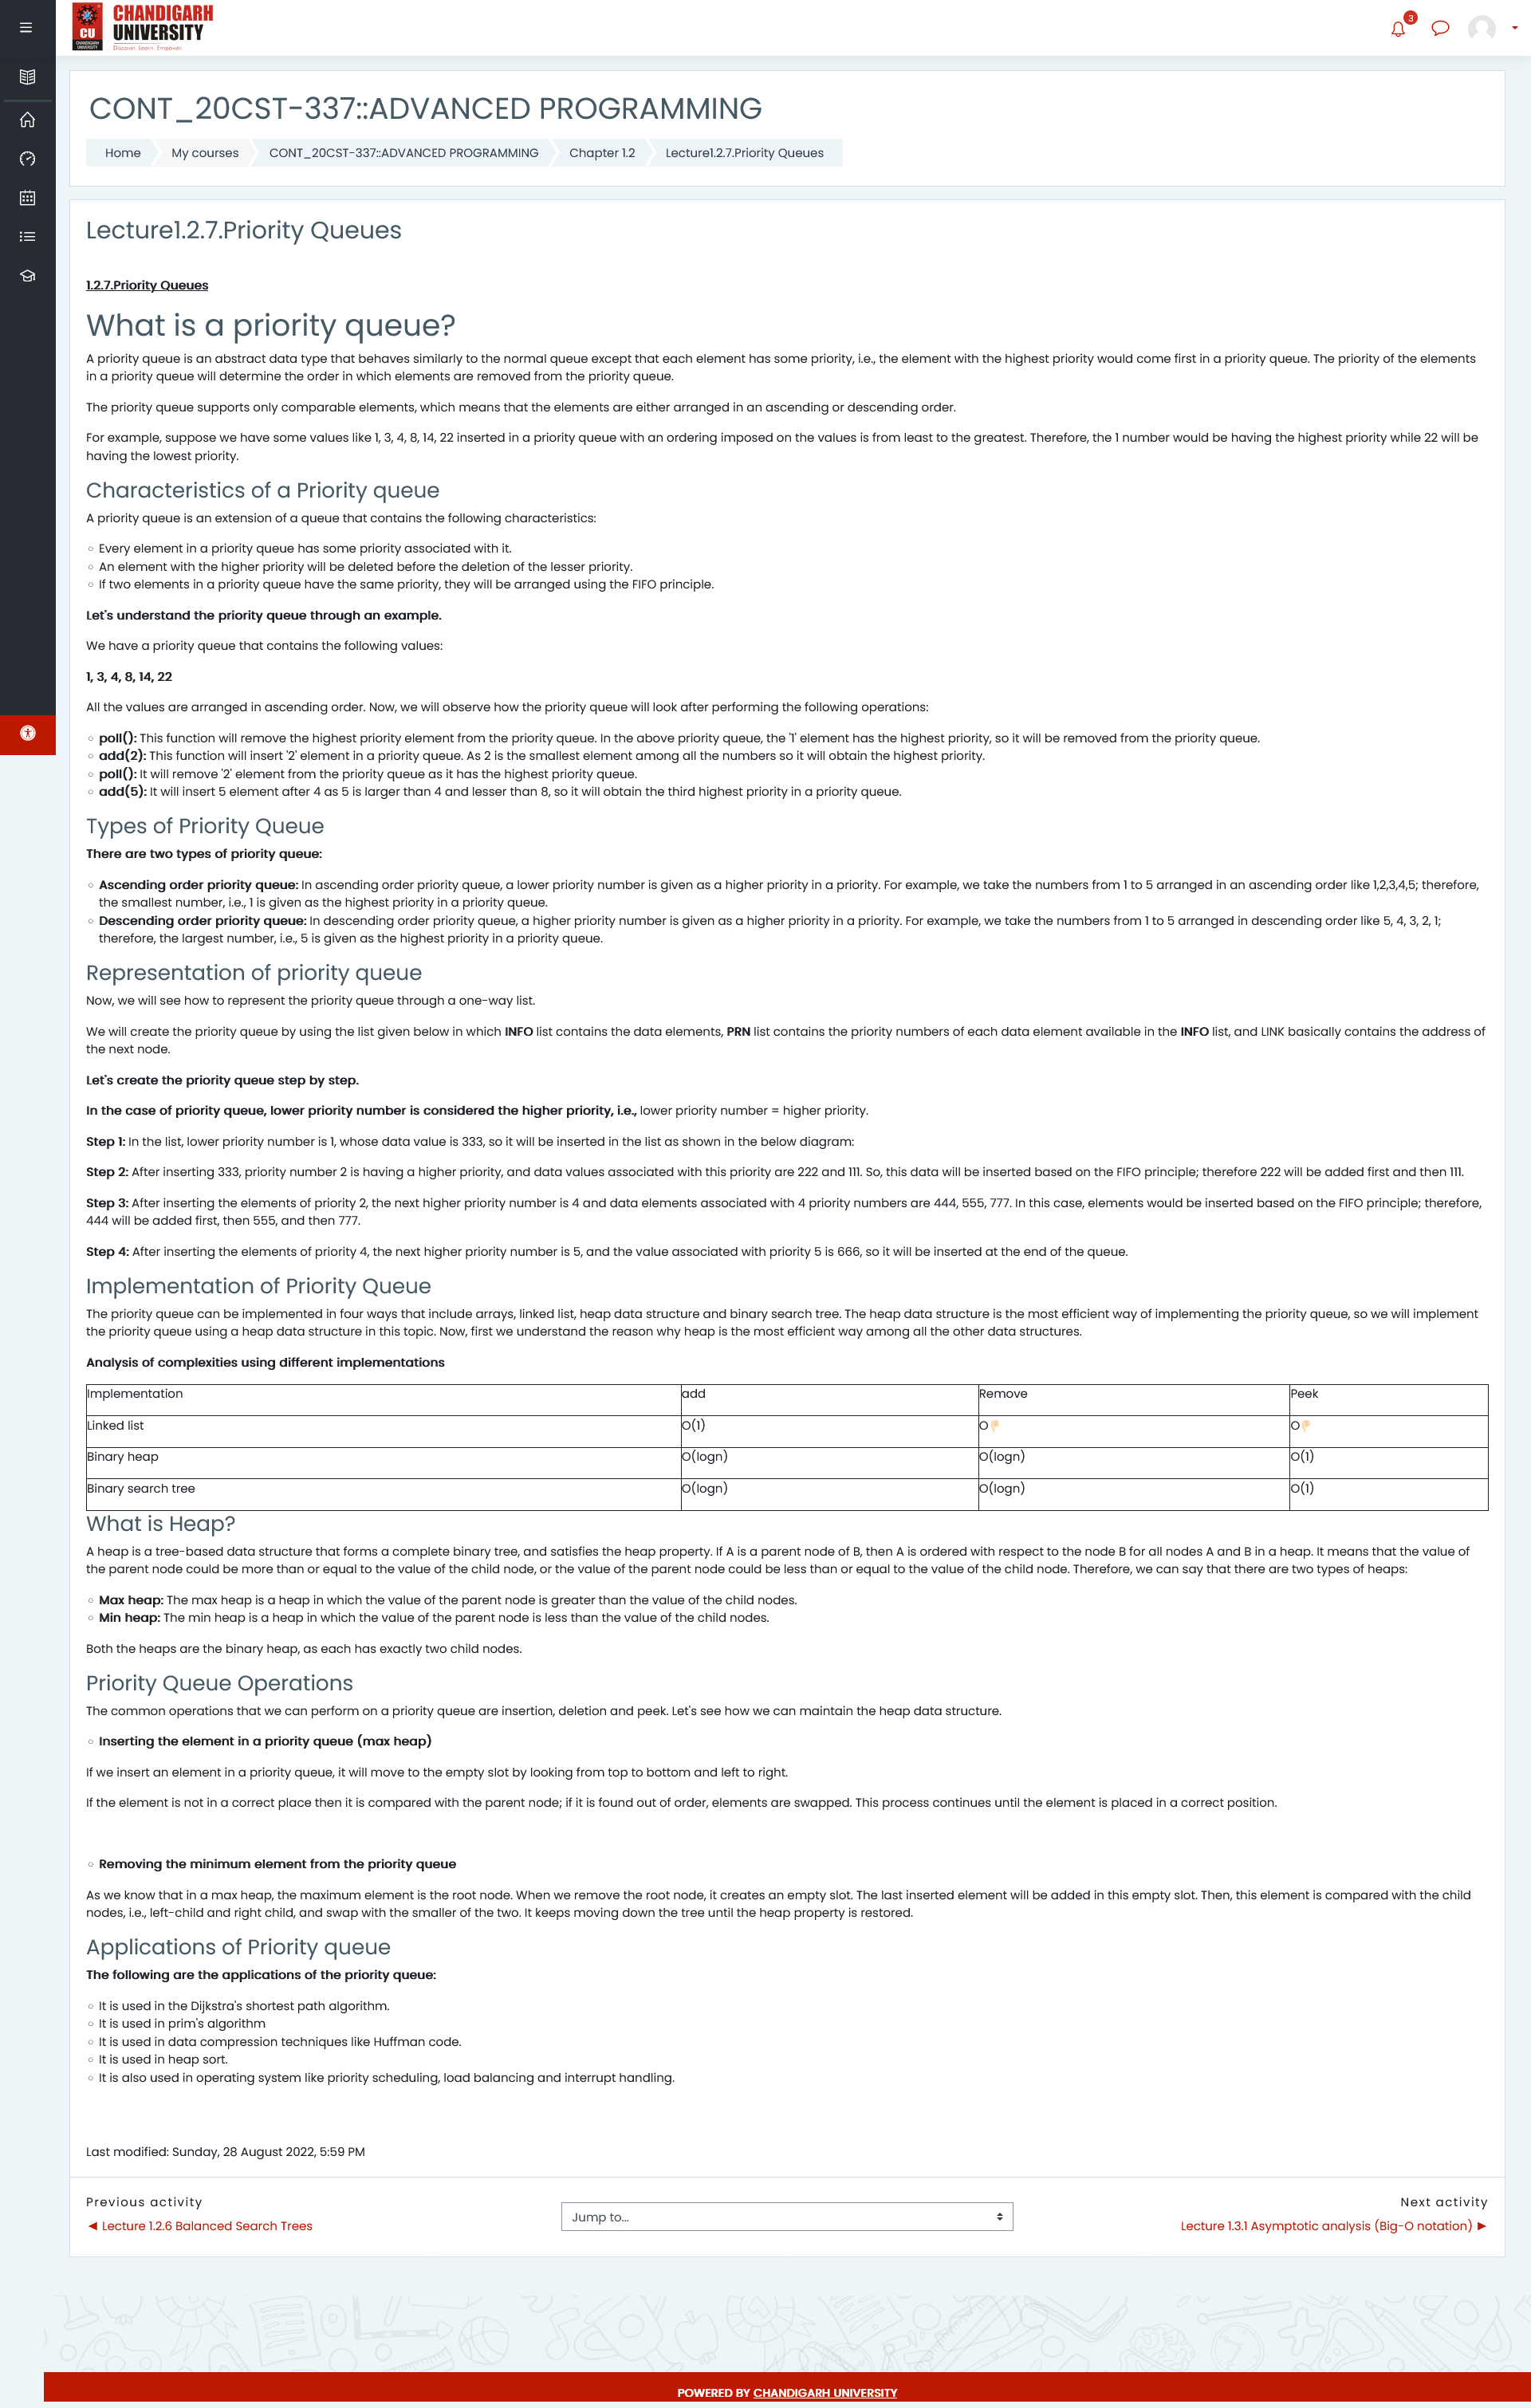 CU
CHANDIGARH
UNIVERSITY
CHANDIGARH
UNIVERSITY
Discover. Learn. Empower.
3
CONT_20CST-337::ADVANCED PROGRAMMING
Home My courses CONT_20CST-337::ADVANCED PROGRAMMING Chapter 1.2 Lecture1.2.7.Priority Queues
Lecture1.2.7.Priority Queues
1.2.7.Priority Queues
What is a priority queue?
A priority queue is an abstract data type that behaves similarly to the normal queue except that each element has some priority, i.e., the element with the highest priority would come first in a priority queue. The priority of the elements
in a priority queue will determine the order in which elements are removed from the priority queue.
The priority queue supports only comparable elements, which means that the elements are either arranged in an ascending or descending order.
For example, suppose we have some values like 1, 3, 4, 8, 14, 22 inserted in a priority queue with an ordering imposed on the values is from least to the greatest. Therefore, the 1 number would be having the highest priority while 22 will be
having the lowest priority.
Characteristics of a Priority queue
A priority queue is an extension of a queue that contains the following characteristics:
○ Every element in a priority queue has some priority associated with it.
○ An element with the higher priority will be deleted before the deletion of the lesser priority.
○ If two elements in a priority queue have the same priority, they will be arranged using the FIFO principle.
Let's understand the priority queue through an example.
We have a priority queue that contains the following values:
1, 3, 4, 8, 14, 22
All the values are arranged in ascending order. Now, we will observe how the priority queue will look after performing the following operations:
○ poll(): This function will remove the highest priority element from the priority queue. In the above priority queue, the '1' element has the highest priority, so it will be removed from the priority queue.
○ add(2): This function will insert '2' element in a priority queue. As 2 is the smallest element among all the numbers so it will obtain the highest priority.
○ poll(): It will remove '2' element from the priority queue as it has the highest priority queue.
○ add(5): It will insert 5 element after 4 as 5 is larger than 4 and lesser than 8, so it will obtain the third highest priority in a priority queue.
Types of Priority Queue
There are two types of priority queue:
○ Ascending order priority queue: In ascending order priority queue, a lower priority number is given as a higher priority in a priority. For example, we take the numbers from 1 to 5 arranged in an ascending order like 1,2,3,4,5; therefore,
the smallest number, i.e., 1 is given as the highest priority in a priority queue.
○ Descending order priority queue: In descending order priority queue, a higher priority number is given as a higher priority in a priority. For example, we take the numbers from 1 to 5 arranged in descending order like 5, 4, 3, 2, 1;
therefore, the largest number, i.e., 5 is given as the highest priority in a priority queue.
Representation of priority queue
Now, we will see how to represent the priority queue through a one-way list.
We will create the priority queue by using the list given below in which INFO list contains the data elements, PRN list contains the priority numbers of each data element available in the INFO list, and LINK basically contains the address of
the next node.
Let's create the priority queue step by step.
In the case of priority queue, lower priority number is considered the higher priority, i.e., lower priority number = higher priority.
Step 1: In the list, lower priority number is 1, whose data value is 333, so it will be inserted in the list as shown in the below diagram:
Step 2: After inserting 333, priority number 2 is having a higher priority, and data values associated with this priority are 222 and 111. So, this data will be inserted based on the FIFO principle; therefore 222 will be added first and then 111.
Step 3: After inserting the elements of priority 2, the next higher priority number is 4 and data elements associated with 4 priority numbers are 444, 555, 777. In this case, elements would be inserted based on the FIFO principle; therefore,
444 will be added first, then 555, and then 777.
Step 4: After inserting the elements of priority 4, the next higher priority number is 5, and the value associated with priority 5 is 666, so it will be inserted at the end of the queue.
Implementation of Priority Queue
The priority queue can be implemented in four ways that include arrays, linked list, heap data structure and binary search tree. The heap data structure is the most efficient way of implementing the priority queue, so we will implement
the priority queue using a heap data structure in this topic. Now, first we understand the reason why heap is the most efficient way among all the other data structures.
Analysis of complexities using different implementations
Implementation add Remove Peek
Linked list O(1) O👎 O👎
Binary heap O(logn) O(logn) O(1)
Binary search tree O(logn) O(logn) O(1)
What is Heap?
A heap is a tree-based data structure that forms a complete binary tree, and satisfies the heap property. If A is a parent node of B, then A is ordered with respect to the node B for all nodes A and B in a heap. It means that the value of
the parent node could be more than or equal to the value of the child node, or the value of the parent node could be less than or equal to the value of the child node. Therefore, we can say that there are two types of heaps:
○ Max heap: The max heap is a heap in which the value of the parent node is greater than the value of the child nodes.
○ Min heap: The min heap is a heap in which the value of the parent node is less than the value of the child nodes.
Both the heaps are the binary heap, as each has exactly two child nodes.
Priority Queue Operations
The common operations that we can perform on a priority queue are insertion, deletion and peek. Let's see how we can maintain the heap data structure.
○ Inserting the element in a priority queue (max heap)
If we insert an element in a priority queue, it will move to the empty slot by looking from top to bottom and left to right.
If the element is not in a correct place then it is compared with the parent node; if it is found out of order, elements are swapped. This process continues until the element is placed in a correct position.
○ Removing the minimum element from the priority queue
As we know that in a max heap, the maximum element is the root node. When we remove the root node, it creates an empty slot. The last inserted element will be added in this empty slot. Then, this element is compared with the child
nodes, i.e., left-child and right child, and swap with the smaller of the two. It keeps moving down the tree until the heap property is restored.
Applications of Priority queue
The following are the applications of the priority queue:
○ It is used in the Dijkstra's shortest path algorithm.
○ It is used in prim's algorithm
○ It is used in data compression techniques like Huffman code.
○ It is used in heap sort.
○ It is also used in operating system like priority scheduling, load balancing and interrupt handling.
Last modified: Sunday, 28 August 2022, 5:59 PM
Previous activity
◄ Lecture 1.2.6 Balanced Search Trees
Jump to...
Next activity
Lecture 1.3.1 Asymptotic analysis (Big-O notation) ►
POWERED BY CHANDIGARH UNIVERSITY